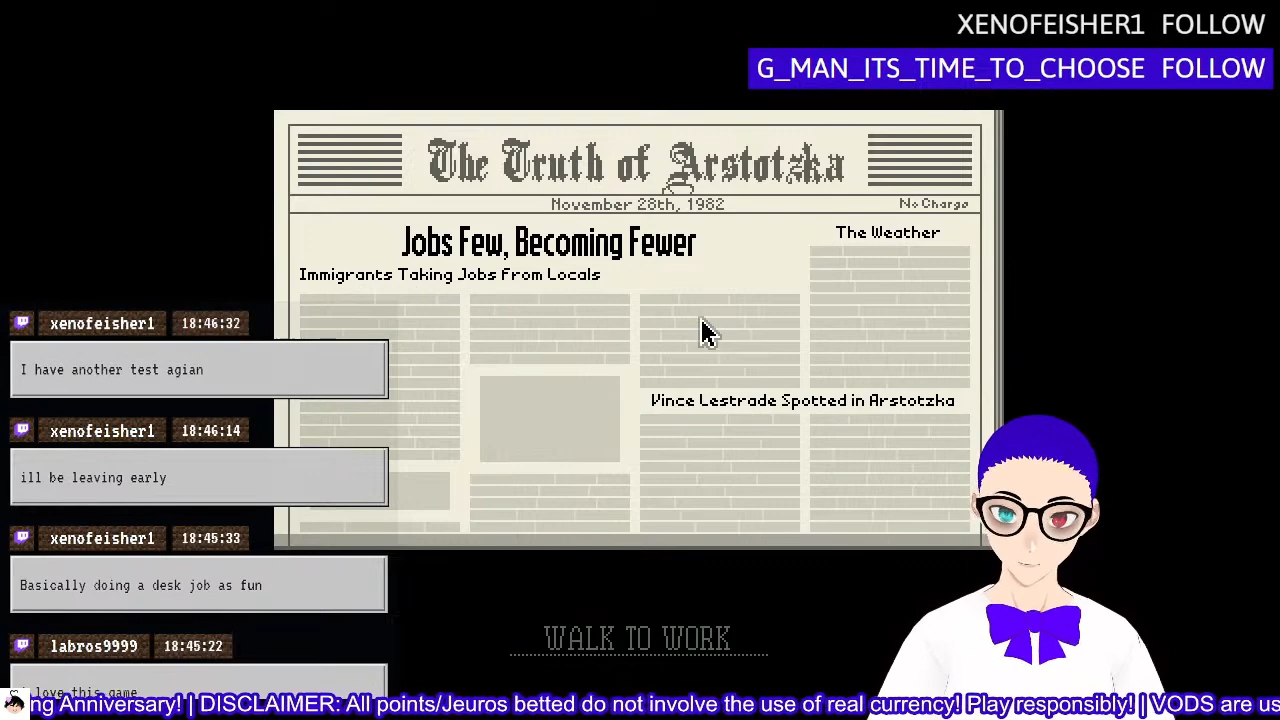 XENOFEISHER1 FOLLOW
G_MAN_ITS_TIME_TO_CHOOSE FOLLOW
The Truth of Arstotzka
November 28th, 1982
No Charge
Jobs Few, Becoming Fewer
Immigrants Taking Jobs From Locals
The Weather
Vince Lestrade Spotted in Arstotzka
xenofeisher1 18:46:32
I have another test agian
xenofeisher1 18:46:14
ill be leaving early
xenofeisher1 18:45:33
Basically doing a desk job as fun
labros9999 18:45:22
love this game
WALK TO WORK
ng Anniversary! | DISCLAIMER: All points/Jeuros betted do not involve the use of real currency! Play responsibly! | VODS are us